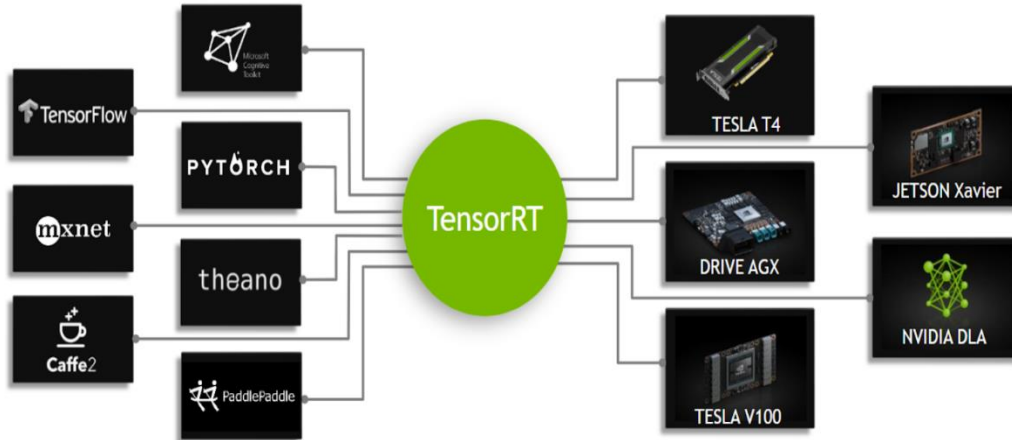 Microsoft
Cognitive
Toolkit
TensorFlow
PYTORCH
mxnet
theano
Caffe2
PaddlePaddle
TensorRT
TESLA T4
JETSON Xavier
DRIVE AGX
NVIDIA DLA
TESLA V100